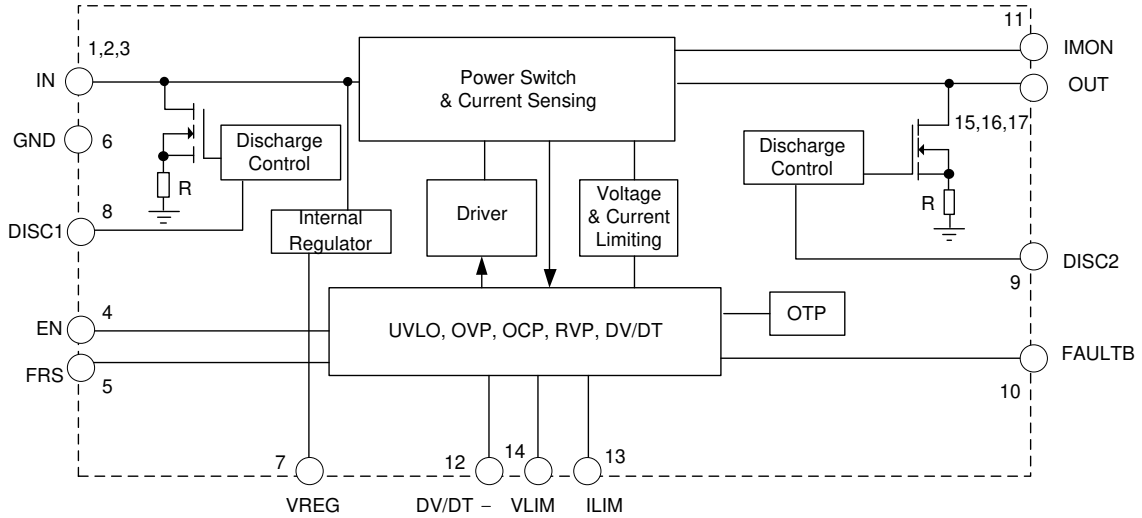 11
1,2,3
IMON
IN
Power Switch
& Current Sensing
OUT
GND
6
15,16,17
Discharge
Control
Discharge
Control
R
8
Driver
Voltage
& Current
Limiting
R
DISC1
Internal
Regulator
DISC2
9
4
EN
UVLO, OVP, OCP, RVP, DV/DT
OTP
FRS
5
FAULTB
10
7
12
14
13
VREG
DV/DT –
VLIM
ILIM